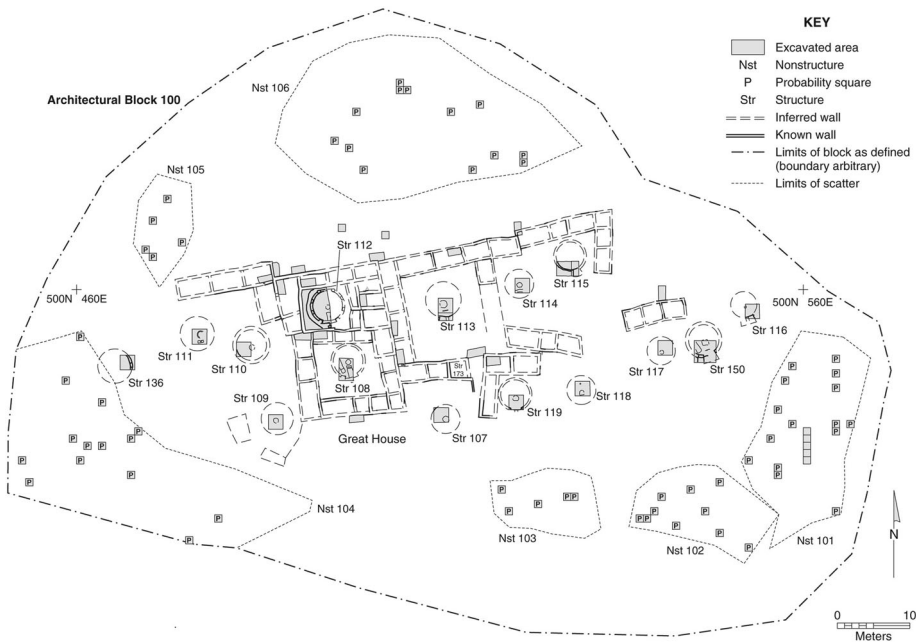 KEY
Excavated area
Nst Nonstructure
P Probability square
Str Structure
Inferred wall
Known wall
Limits of block as defined
(boundary arbitrary)
Limits of scatter
Architectural Block 100
Nst 106
P
P
P P
P
P
P
P
P
P
P
P
P
P
Nst 105
P
P
P
P
P
Str 112
500N 460E
Str 115
Str 114
Str 113
500N 560E
Str 116
Str 111
Str 110
Str 136
Str 108
Str
173
Str 117
Str 150
Str 109
Str 119
Str 118
Great House
Str 107
P
P
P
P
P
P
P
P
P
P
P
P
P
P
Nst 104
P
P
P
P P
Nst 103
P
P
P
P
P P
P
P
P
P
Nst 102
P
P
P
P
P
P
P
P
P
P
P
P
P
Nst 101
N
0 10
Meters